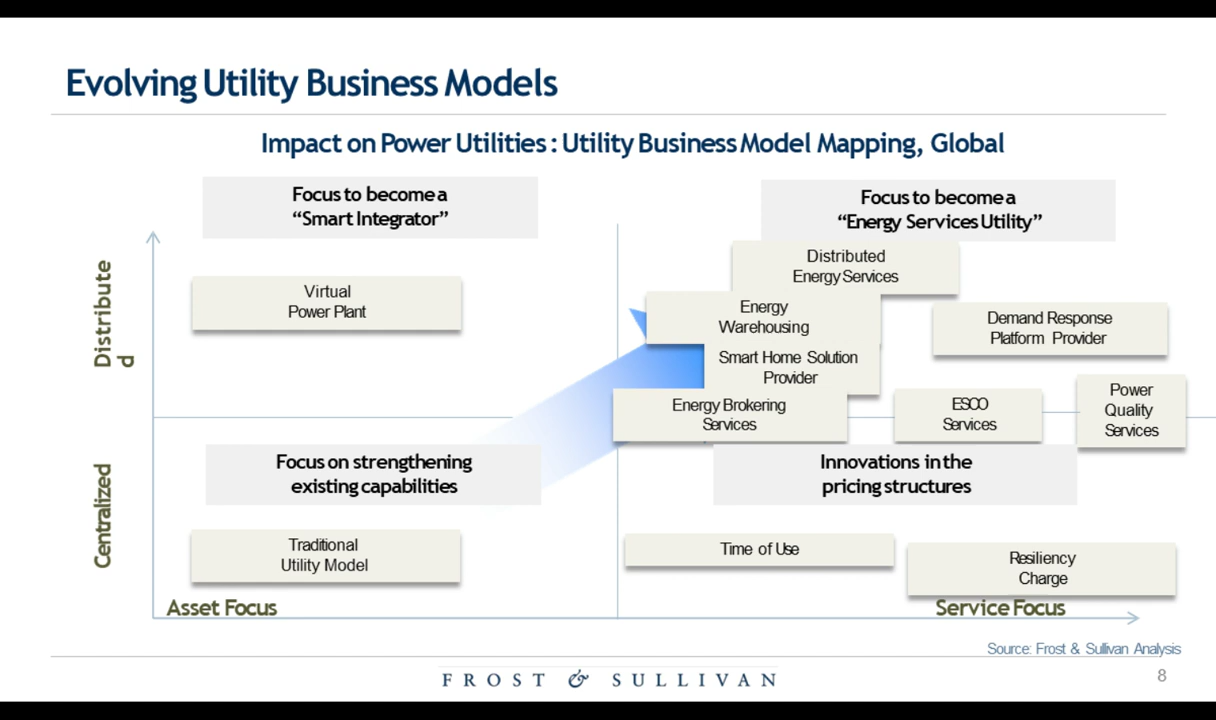 Evolving Utility Business Models
Impact on Power Utilities : Utility Business Model Mapping, Global
Focus to become a
“Smart Integrator”
Focus to become a
“Energy Services Utility”
Distribute
d
Virtual
Power Plant
Distributed
Energy Services
Energy
Warehousing
Demand Response
Platform Provider
Smart Home Solution
Provider
Energy Brokering
Services
ESCO
Services
Power
Quality
Services
Centralized
Focus on strengthening
existing capabilities
Innovations in the
pricing structures
Traditional
Utility Model
Time of Use
Resiliency
Charge
Asset Focus
Service Focus
Source: Frost & Sullivan Analysis
FROST & SULLIVAN
8